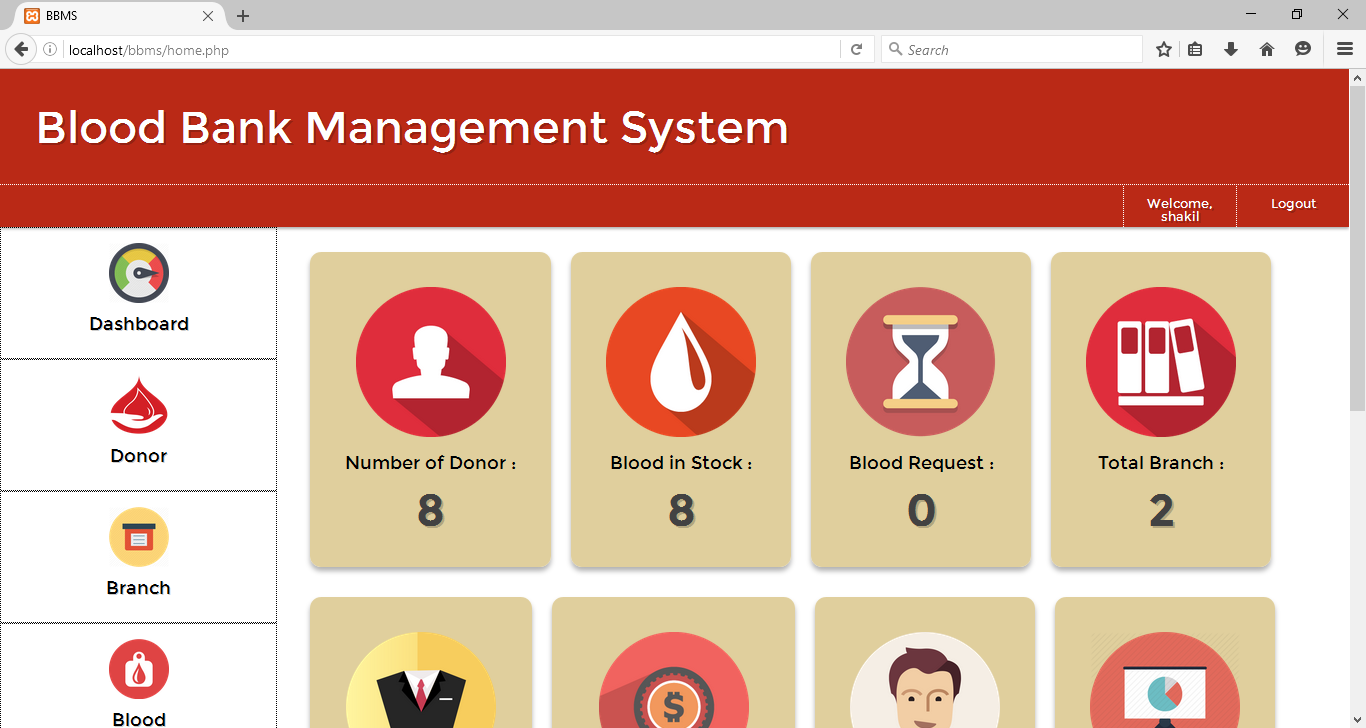 BBMS
localhost/bbms/home.php
Search
Blood Bank Management System
Welcome,
shakil
Logout
Dashboard
Donor
Branch
Blood
Number of Donor :
8
Blood in Stock :
8
Blood Request :
0
Total Branch :
2
$